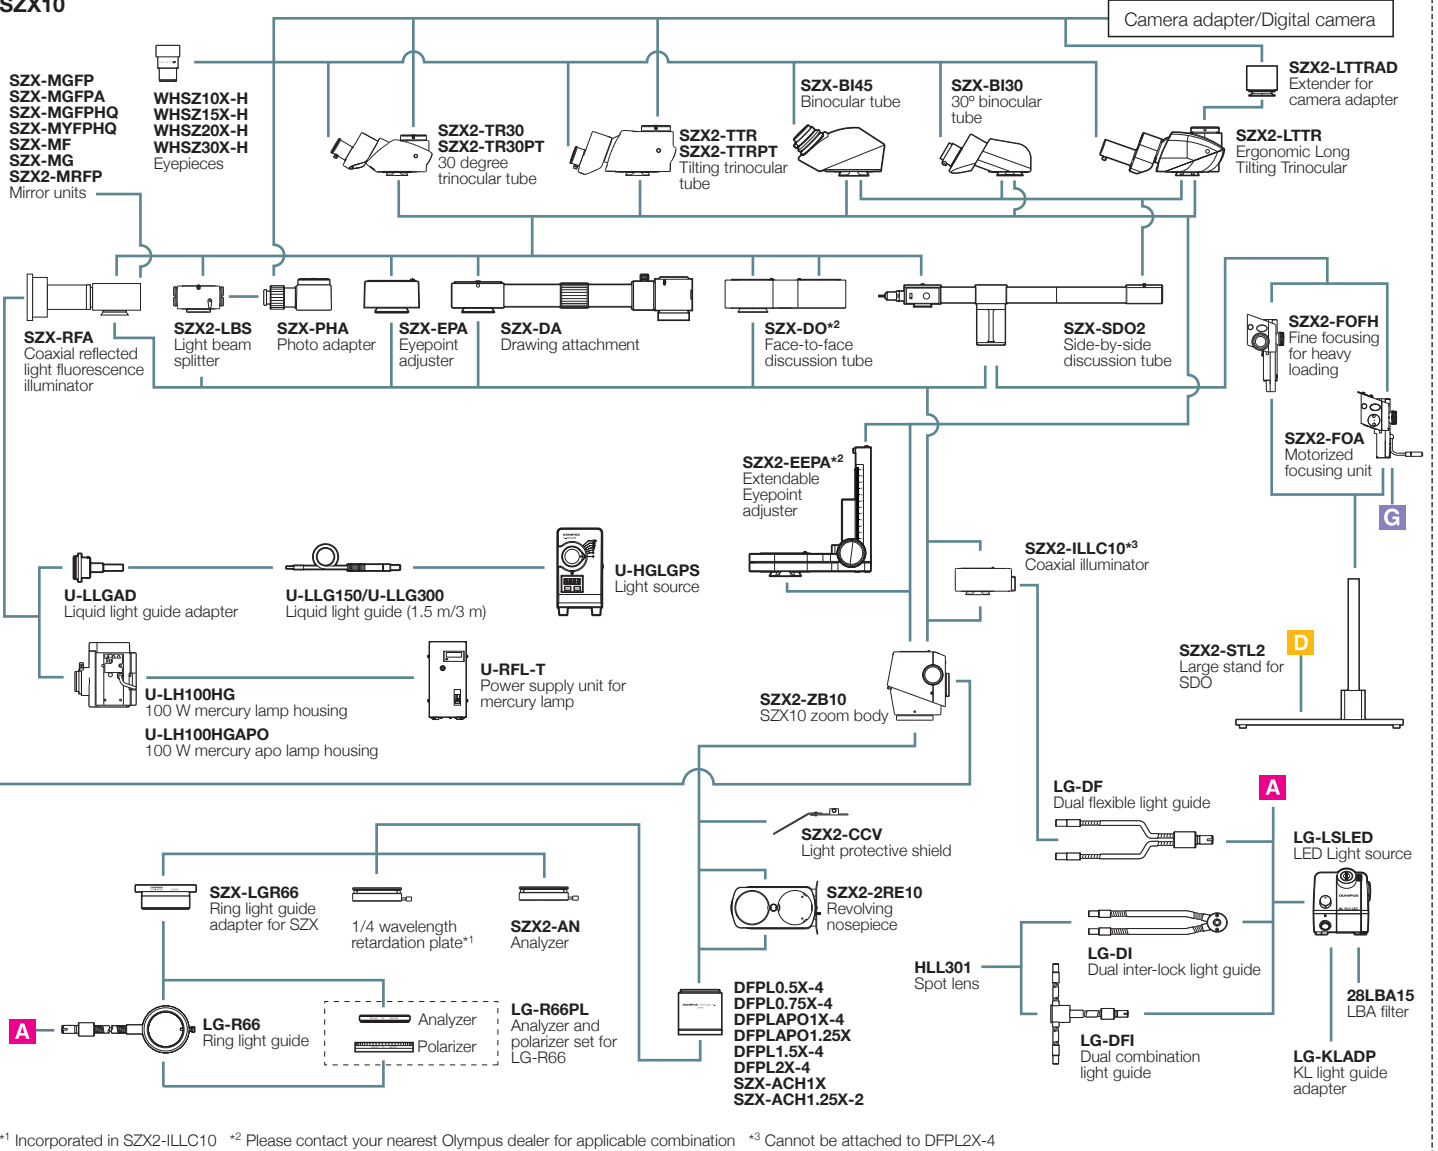 SZX10
Camera adapter/Digital camera
SZX-MGFP
SZX-MGFPA
SZX-MGFPHQ
SZX-MYFPHQ
SZX-MF
SZX-MG
SZX2-MRFP
Mirror units
WHSZ10X-H
WHSZ15X-H
WHSZ20X-H
WHSZ30X-H
Eyepieces
SZX2-TR30
SZX2-TR30PT
30 degree
trinocular tube
SZX2-TTR
SZX2-TTRPT
Tilting trinocular
tube
SZX-BI45
Binocular tube
SZX-BI30
30º binocular
tube
SZX2-LTTRAD
Extender for
camera adapter
SZX2-LTTR
Ergonomic Long
Tilting Trinocular
SZX-RFA
Coaxial reflected
light fluorescence
illuminator
SZX2-LBS
Light beam
splitter
SZX-PHA
Photo adapter
SZX-EPA
Eyepoint
adjuster
SZX-DA
Drawing attachment
SZX-DO*2
Face-to-face
discussion tube
SZX-SDO2
Side-by-side
discussion tube
SZX2-FOFH
Fine focusing
for heavy
loading
SZX2-FOA
Motorized
focusing unit
G
SZX2-EEPA*2
Extendable
Eyepoint
adjuster
SZX2-ILLC10*3
Coaxial illuminator
U-LLGAD
Liquid light guide adapter
U-LLG150/U-LLG300
Liquid light guide (1.5 m/3 m)
OLYMPUS
U-HGLGPS
Light source
U-LH100HG
100 W mercury lamp housing
U-LH100HGAPO
100 W mercury apo lamp housing
U-RFL-T
Power supply unit for
mercury lamp
SZX2-ZB10
SZX10 zoom body
SZX2-STL2
Large stand for
SDO
D
SZX2-CCV
Light protective shield
SZX2-2RE10
Revolving
nosepiece
LG-DF
Dual flexible light guide
A
LG-LSLED
LED Light source
OLYMPUS
SZX-LGR66
Ring light guide
adapter for SZX
1/4 wavelength
retardation plate*1
SZX2-AN
Analyzer
HLL301
Spot lens
LG-DI
Dual inter-lock light guide
LG-DFI
Dual combination
light guide
28LBA15
LBA filter
LG-KLADP
KL light guide
adapter
A
LG-R66
Ring light guide
Analyzer
Polarizer
LG-R66PL
Analyzer and
polarizer set for
LG-R66
DFPL0.5X-4
DFPL0.75X-4
DFPLAPO1X-4
DFPLAPO1.25X
DFPL1.5X-4
DFPL2X-4
SZX-ACH1X
SZX-ACH1.25X-2
*1 Incorporated in SZX2-ILLC10 *2 Please contact your nearest Olympus dealer for applicable combination *3 Cannot be attached to DFPL2X-4